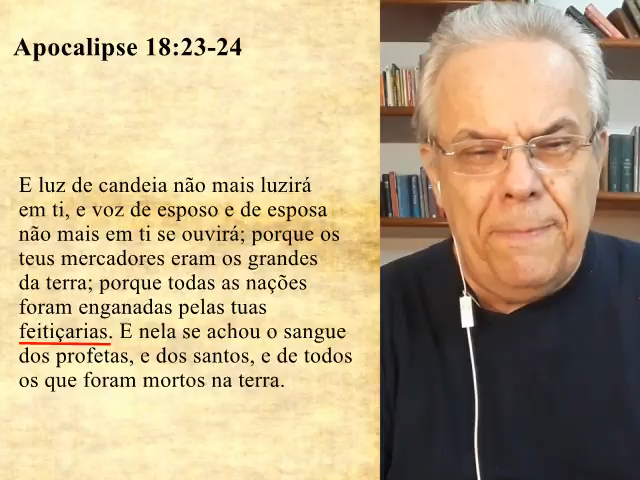 Apocalipse 18:23-24
E luz de candeia não mais luzirá
em ti, e voz de esposo e de esposa
não mais em ti se ouvirá; porque os
teus mercadores eram os grandes
da terra; porque todas as nações
foram enganadas pelas tuas
feitiçarias. E nela se achou o sangue
dos profetas, e dos santos, e de todos
os que foram mortos na terra.